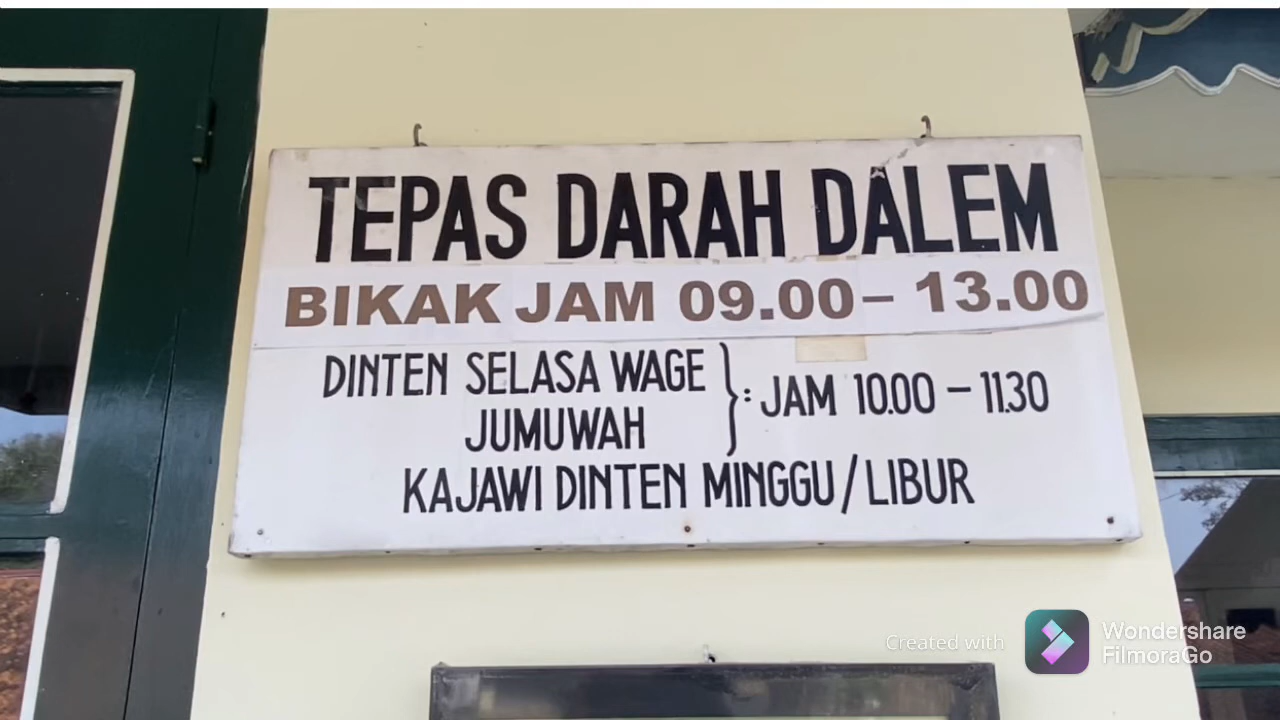 TEPAS DARAH DALEM
BIKAK JAM 09.00 – 13.00
DINTEN SELASA WAGE
JUMUWAH
} : JAM 10.00 – 11.30
KAJAWI DINTEN MINGGU / LIBUR
Created with
Wondershare
FilmoraGo